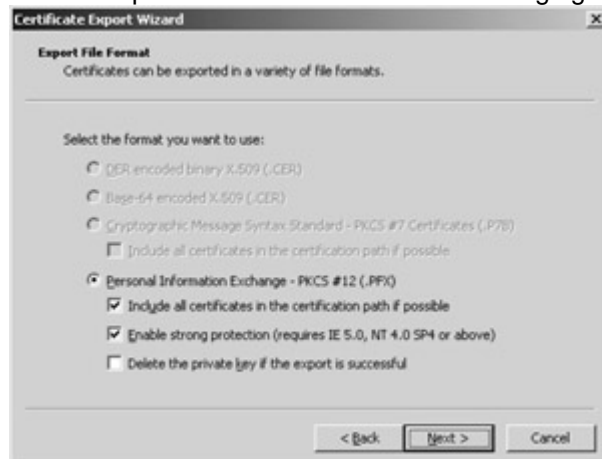 Certificate Export Wizard
Export File Format
Certificates can be exported in a variety of file formats.
Select the format you want to use:
DER encoded binary X.509 (.CER)
Base-64 encoded X.509 (.CER)
Cryptographic Message Syntax Standard - PKCS #7 Certificates (.P7B)
Include all certificates in the certification path if possible
Personal Information Exchange - PKCS #12 (.PFX)
Include all certificates in the certification path if possible
Enable strong protection (requires IE 5.0, NT 4.0 SP4 or above)
Delete the private key if the export is successful
< Back Next > Cancel